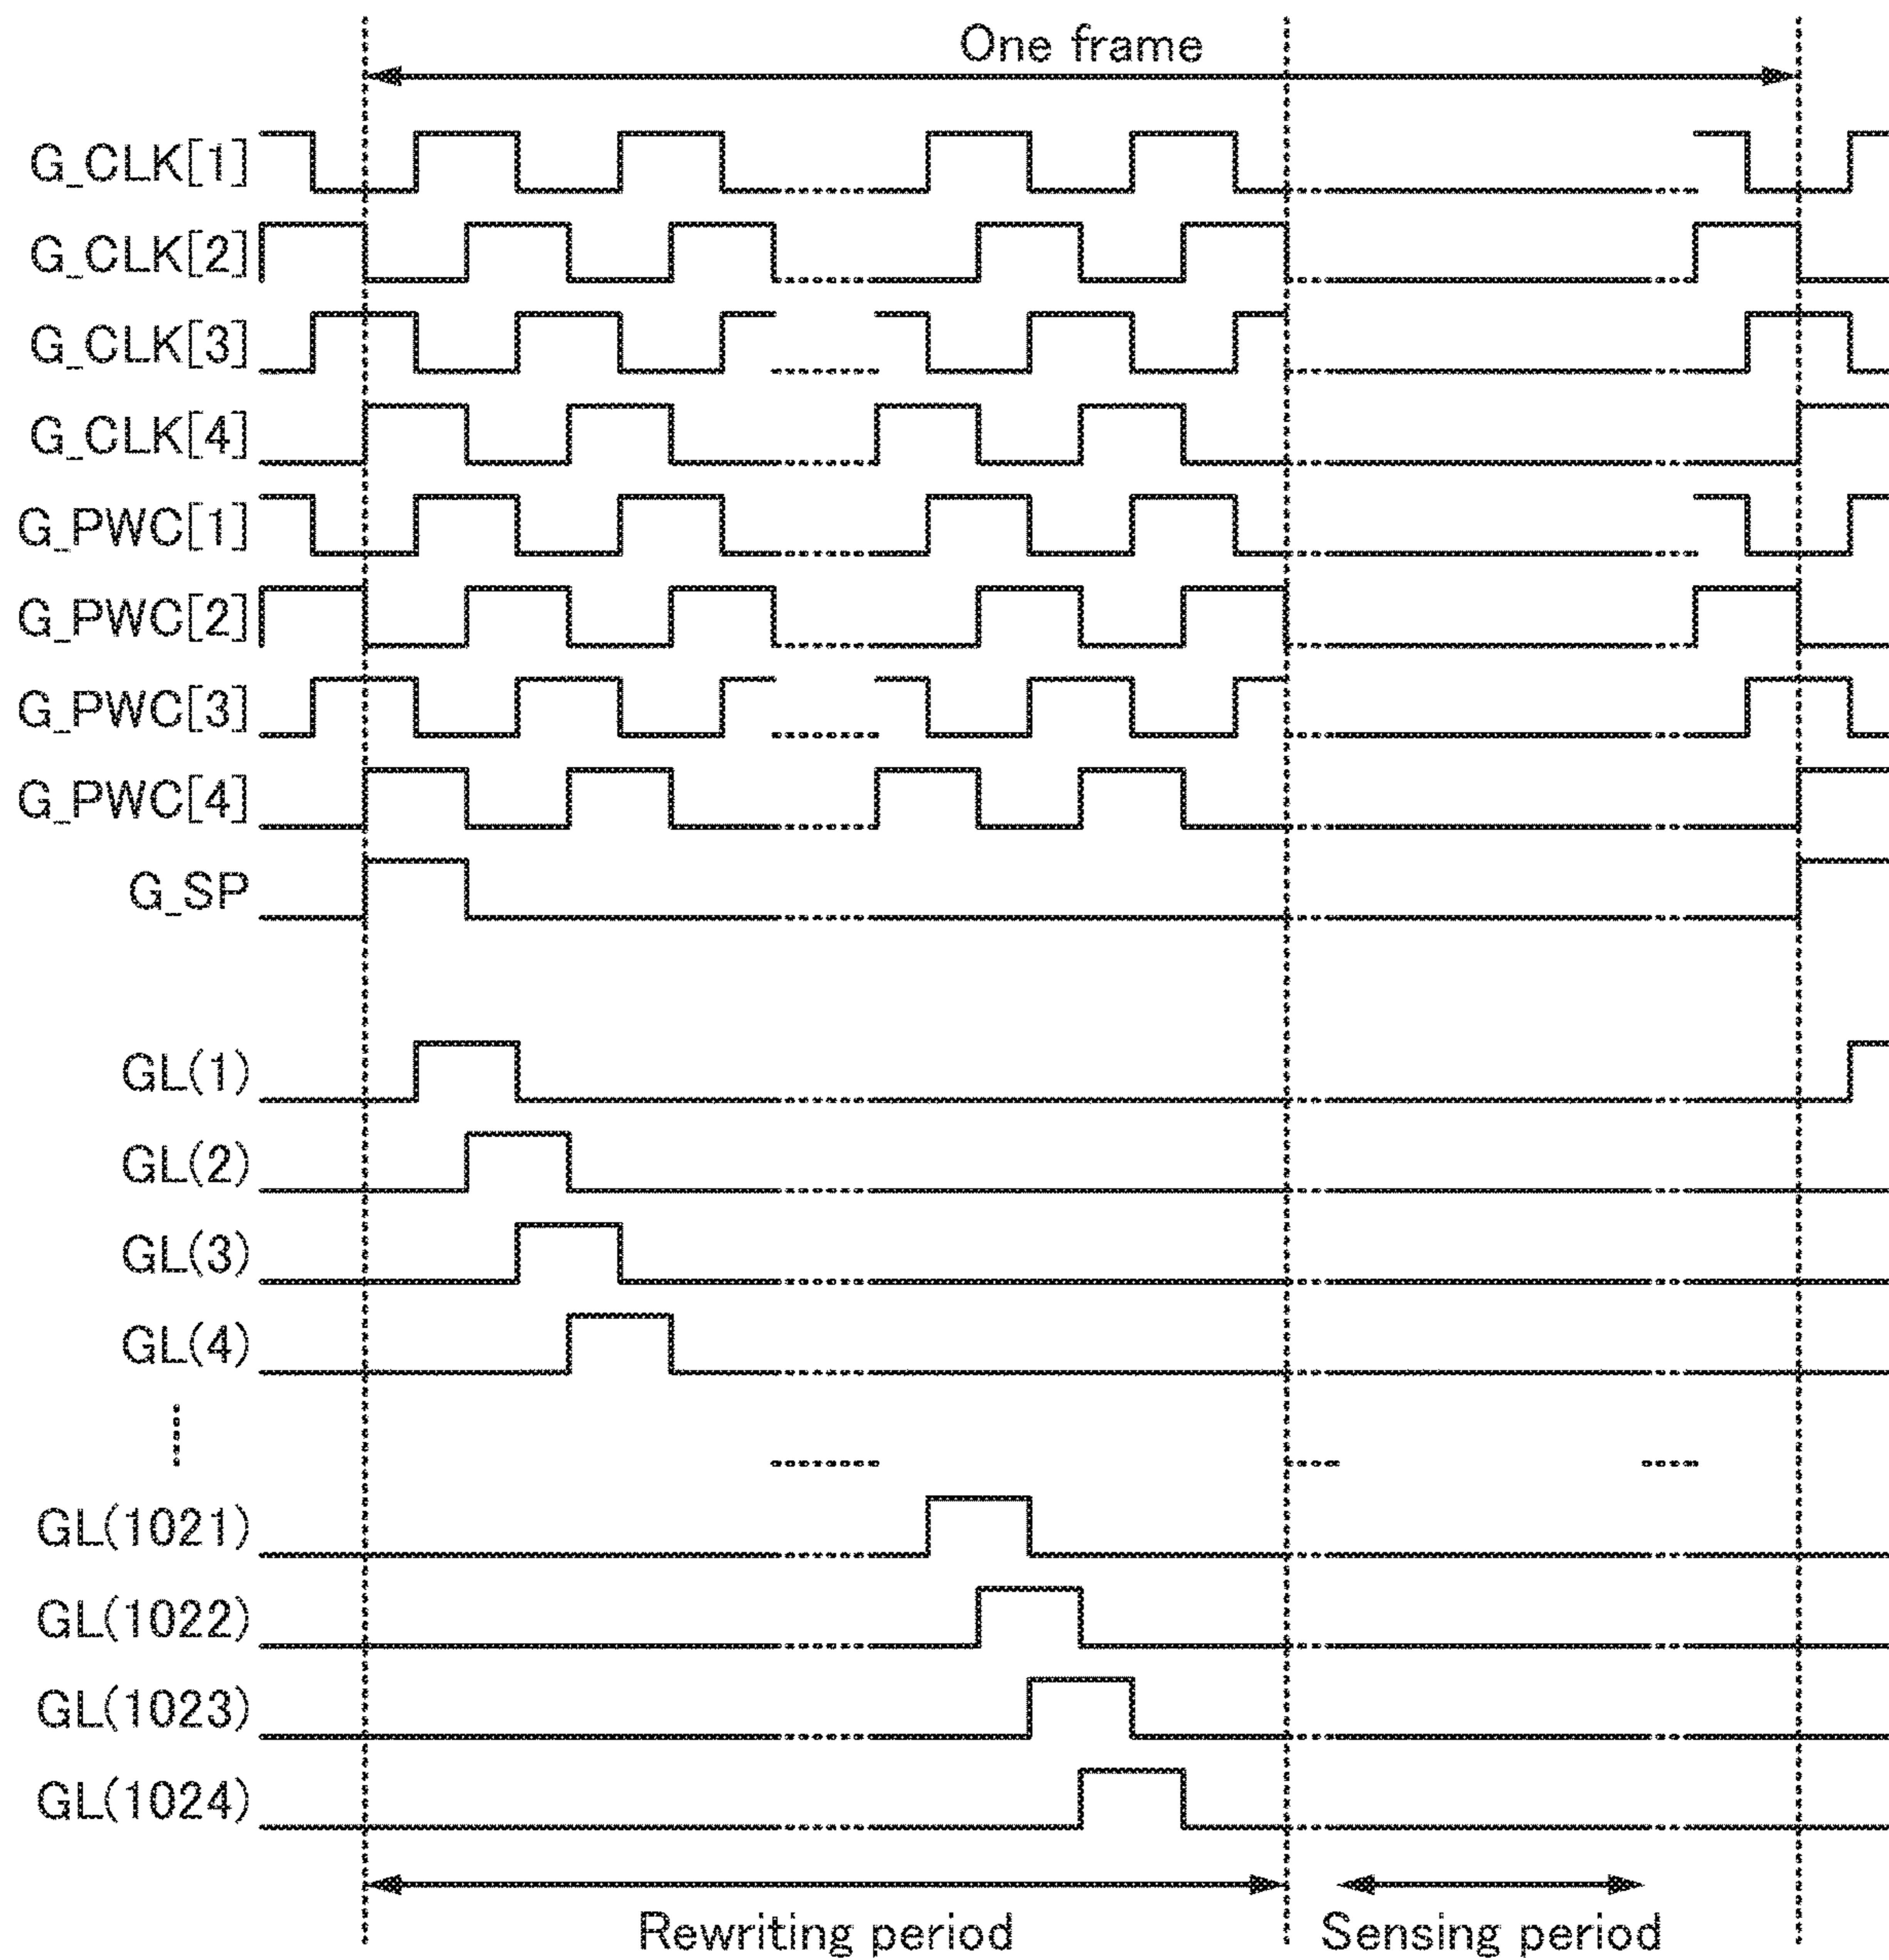 One frame
G_CLK[1]
G_CLK[2]
G_CLK[3]
G_CLK[4]
G_PWC[1]
G_PWC[2]
G_PWC[3]
G_PWC[4]
G_SP
GL(1)
GL(2)
GL(3)
GL(4)
GL(1021)
GL(1022)
GL(1023)
GL(1024)
Rewriting period Sensing period